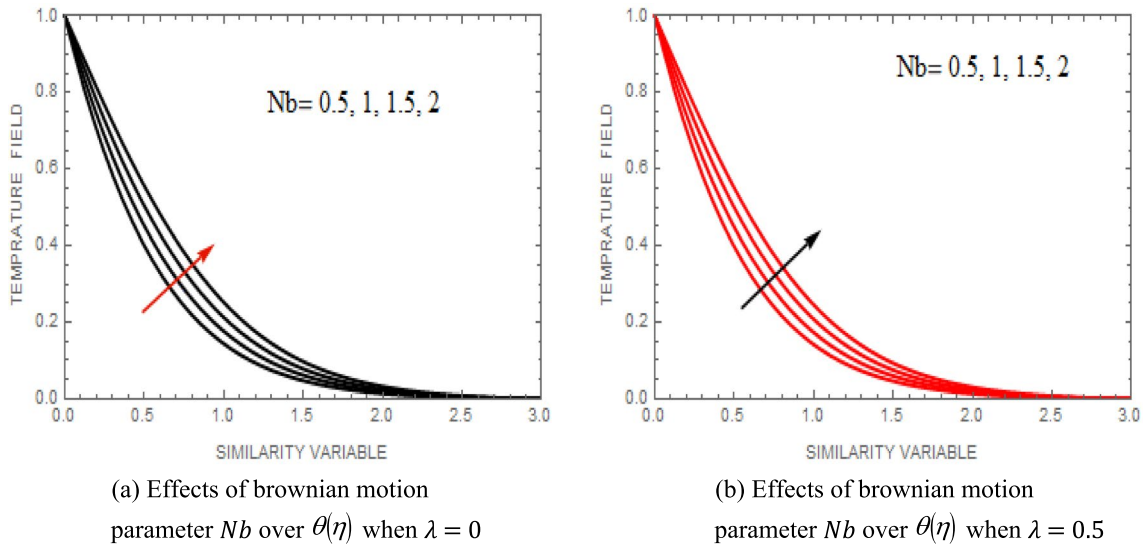 1.0
0.8
0.6
0.4
0.2
0.0
TEMPRATURE FIELD
Nb= 0.5, 1, 1.5, 2
0.0 0.5 1.0 1.5 2.0 2.5 3.0
SIMILARITY VARIABLE
(a) Effects of brownian motion
parameter Nb over θ(η) when λ = 0
1.0
0.8
0.6
0.4
0.2
0.0
TEMPRATURE FIELD
Nb= 0.5, 1, 1.5, 2
0.0 0.5 1.0 1.5 2.0 2.5 3.0
SIMILARITY VARIABLE
(b) Effects of brownian motion
parameter Nb over θ(η) when λ = 0.5